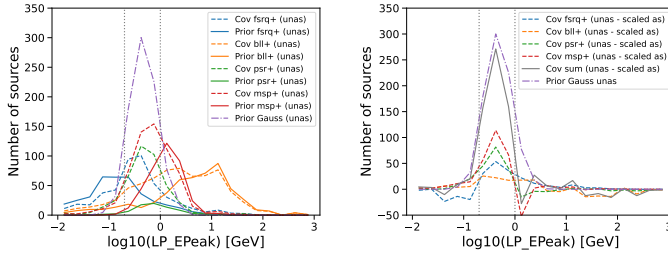 350
300
250
200
150
100
50
0
Number of sources
−2
−1
0
1
2
3
log10(LP_EPeak) [GeV]
Cov fsrq+ (unas)
Prior fsrq+ (unas)
Cov bll+ (unas)
Prior bll+ (unas)
Cov psr+ (unas)
Prior psr+ (unas)
Cov msp+ (unas)
Prior msp+ (unas)
Prior Gauss (unas)
350
300
250
200
150
100
50
0
−50
Number of sources
−2
−1
0
1
2
3
log10(LP_EPeak) [GeV]
Cov fsrq+ (unas - scaled as)
Cov bll+ (unas - scaled as)
Cov psr+ (unas - scaled as)
Cov msp+ (unas - scaled as)
Cov sum (unas - scaled as)
Prior Gauss unas